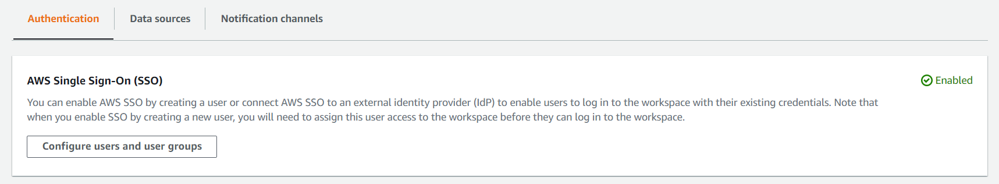 Authentication
Data sources
Notification channels
AWS Single Sign-On (SSO)
Enabled
You can enable AWS SSO by creating a user or connect AWS SSO to an external identity provider (IdP) to enable users to log in to the workspace with their existing credentials. Note that
when you enable SSO by creating a new user, you will need to assign this user access to the workspace before they can log in to the workspace.
Configure users and user groups